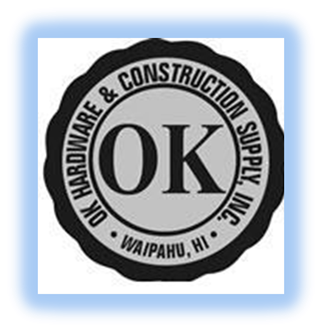 OK HARDWARE & CONSTRUCTION SUPPLY, INC.
OK
• WAIPAHU, HI •